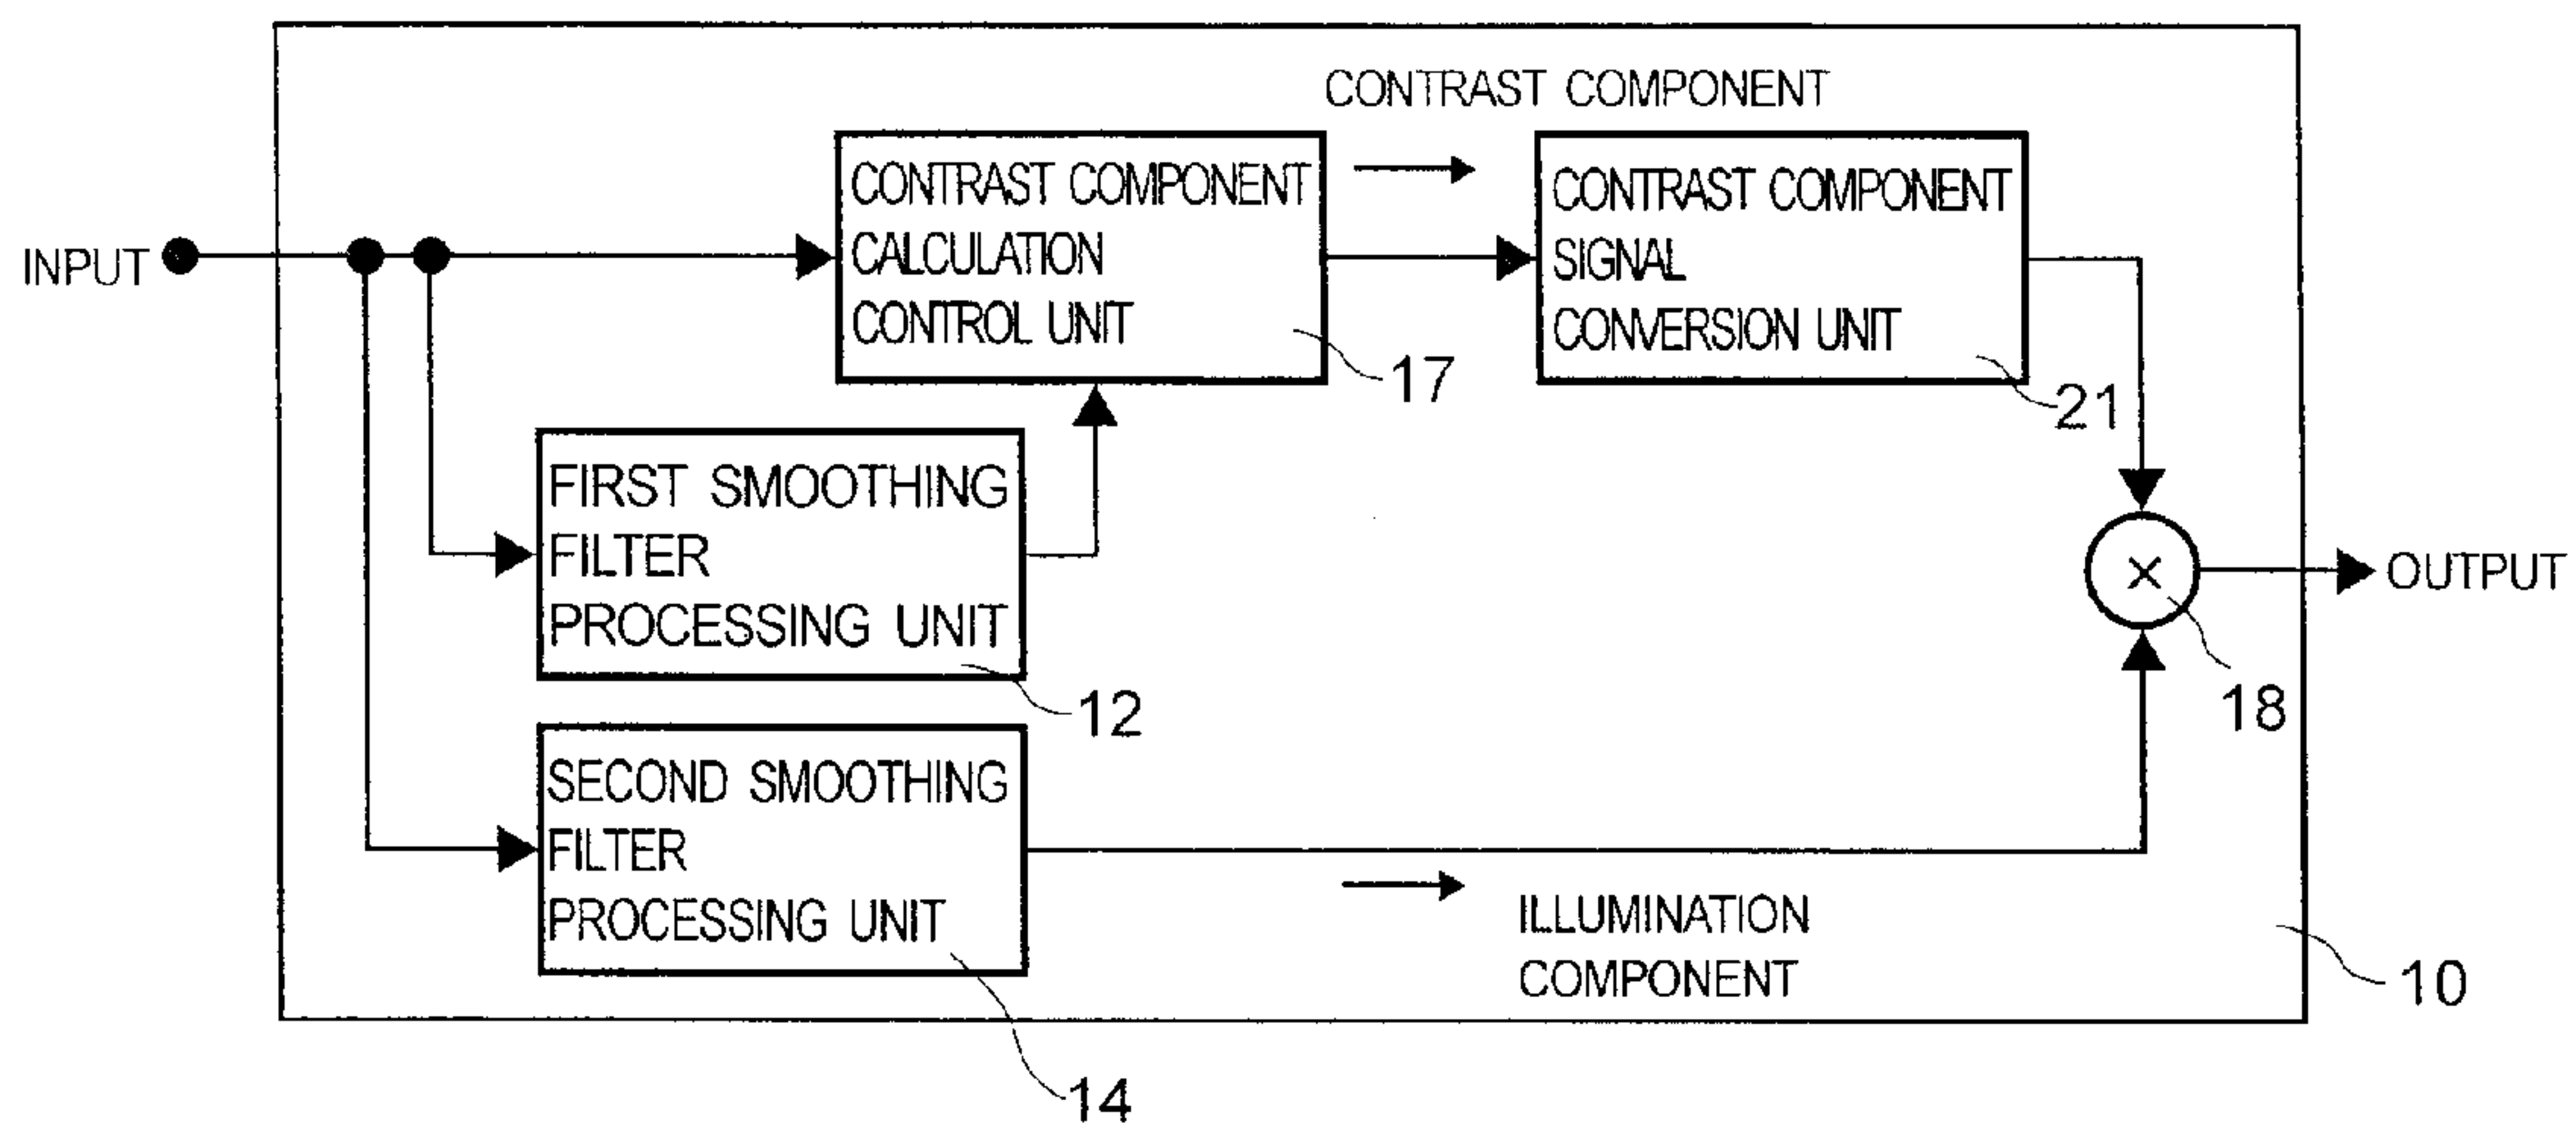 CONTRAST COMPONENT
INPUT
CONTRAST COMPONENT
CALCULATION
CONTROL UNIT
17
CONTRAST COMPONENT
SIGNAL
CONVERSION UNIT
21
FIRST SMOOTHING
FILTER
PROCESSING UNIT
12
×
OUTPUT
18
SECOND SMOOTHING
FILTER
PROCESSING UNIT
14
ILLUMINATION
COMPONENT
10